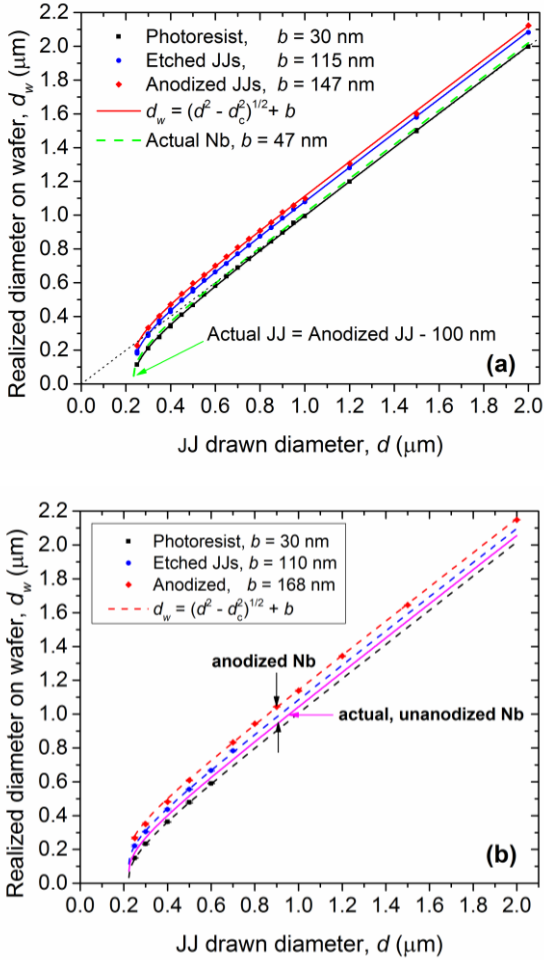 (a)
Photoresist, b = 30 nm
Etched JJs, b = 115 nm
Anodized JJs, b = 147 nm
d_w = (d² - d_c²)^1/2 + b
Actual Nb, b = 47 nm
Actual JJ = Anodized JJ - 100 nm
Realized diameter on wafer, d_w (μm)
2.2
2.0
1.8
1.6
1.4
1.2
1.0
0.8
0.6
0.4
0.2
0.0
0.0 0.2 0.4 0.6 0.8 1.0 1.2 1.4 1.6 1.8 2.0
JJ drawn diameter, d (μm)
Photoresist, b = 30 nm
Etched JJs, b = 110 nm
Anodized, b = 168 nm
d_w = (d² - d_c²)^1/2 + b
anodized Nb
actual, unanodized Nb
(b)
Realized diameter on wafer, d_w (μm)
2.2
2.0
1.8
1.6
1.4
1.2
1.0
0.8
0.6
0.4
0.2
0.0
0.0 0.2 0.4 0.6 0.8 1.0 1.2 1.4 1.6 1.8 2.0
JJ drawn diameter, d (μm)